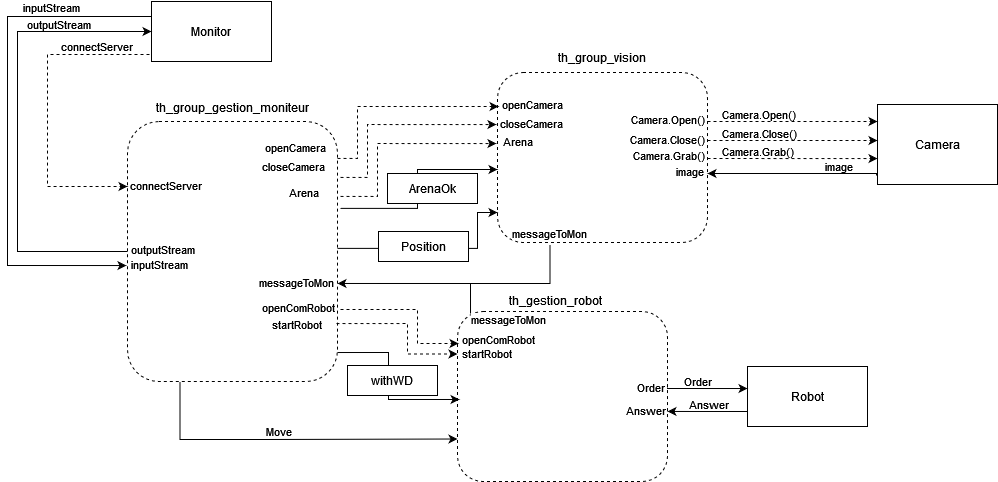 inputStream
outputStream
Monitor
connectServer
th_group_vision
th_group_gestion_moniteur
openCamera
closeCamera
Arena
Camera.Open()
Camera.Close()
Camera.Grab()
image
Camera.Open()
Camera.Close()
Camera.Grab()
image
Camera
openCamera
closeCamera
Arena
connectServer
ArenaOk
Position
messageToMon
outputStream
inputStream
messageToMon
th_gestion_robot
openComRobot
startRobot
messageToMon
openComRobot
startRobot
withWD
Order
Answer
Order
Answer
Robot
Move